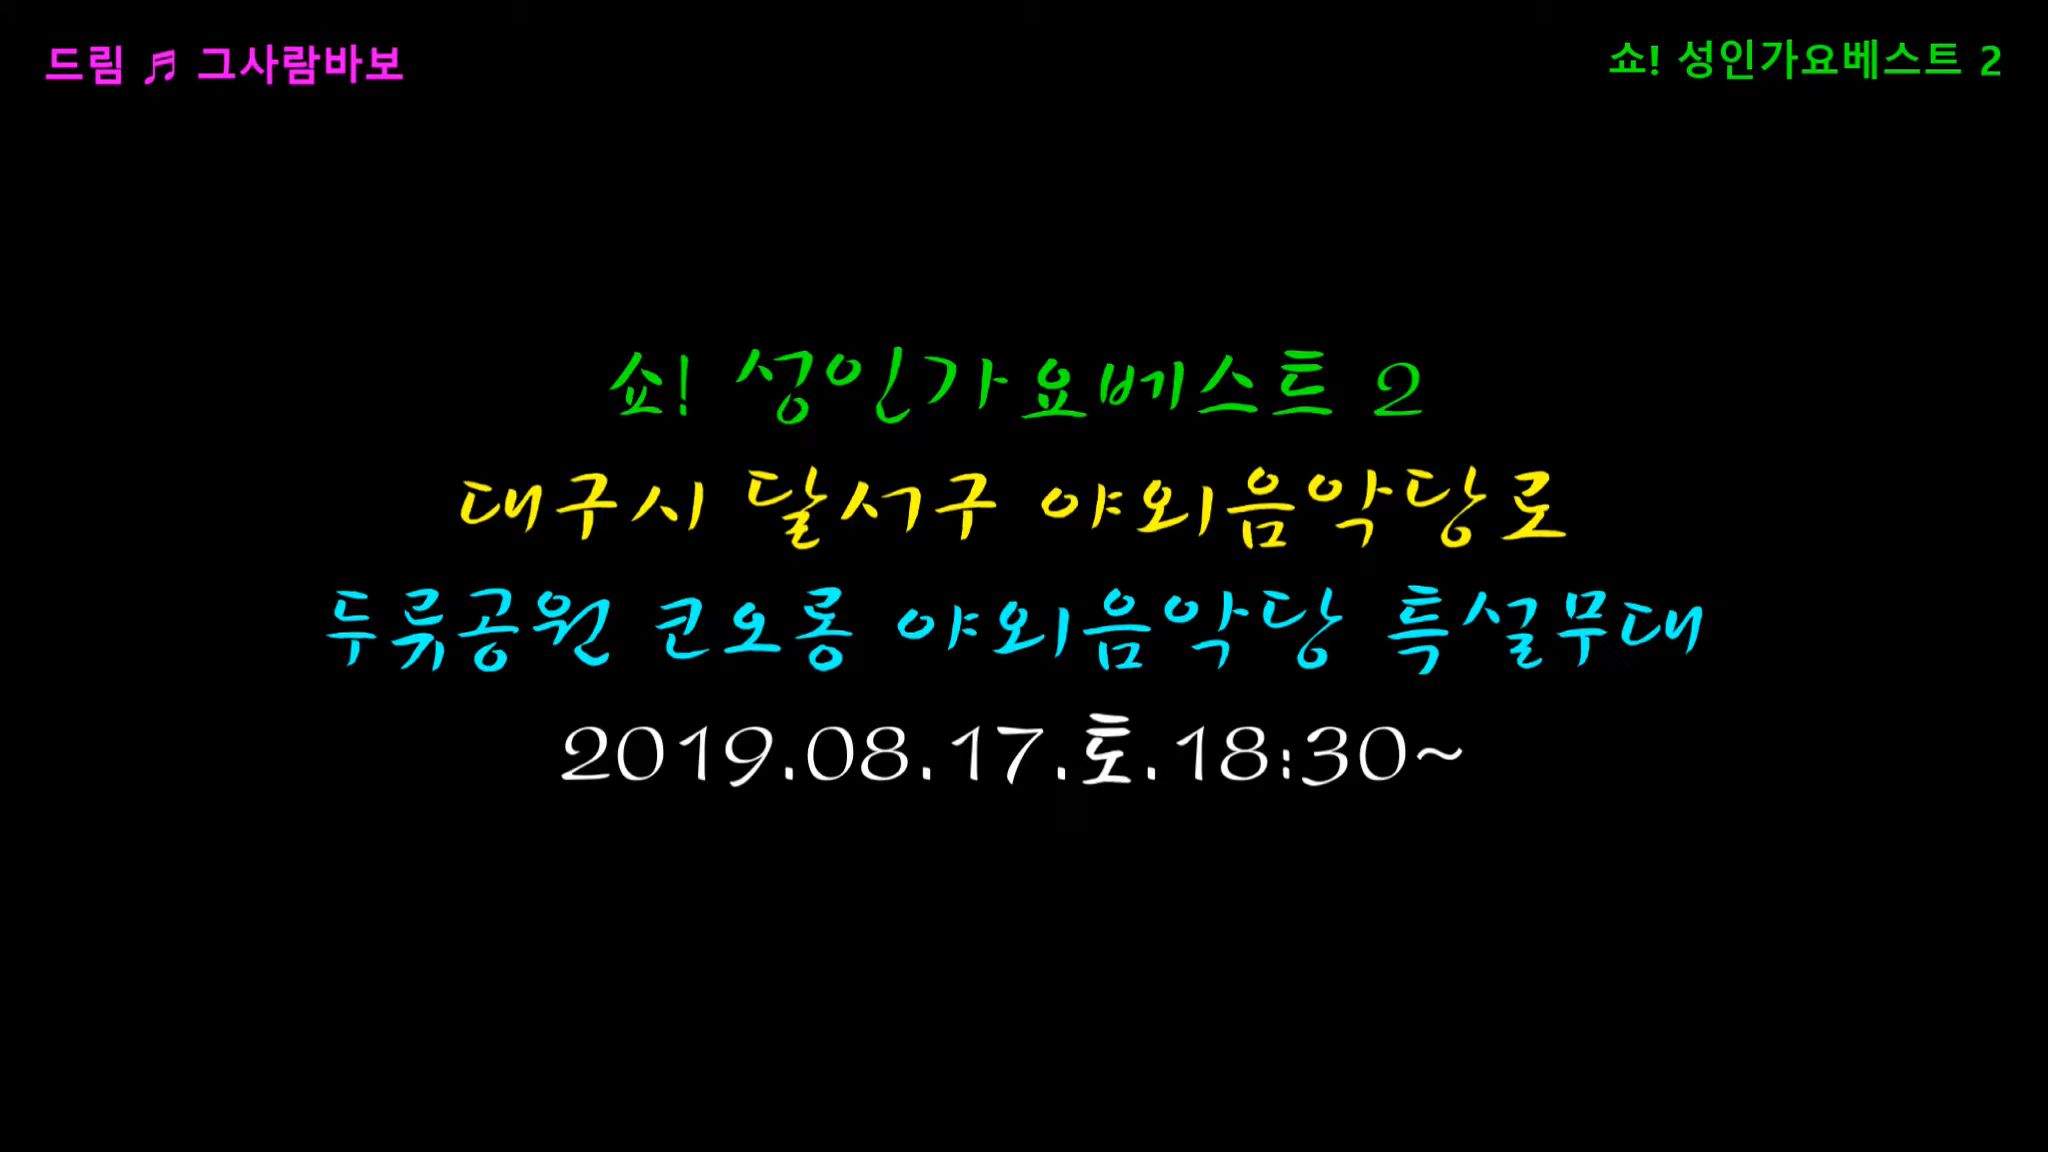 드림 ♬ 그사람바보
쇼! 성인가요베스트 2
쇼! 성인가요베스트 2
대구시 달서구 야외음악당로
두류공원 코오롱 야외음악당 특설무대
2019.08.17.토.18:30~